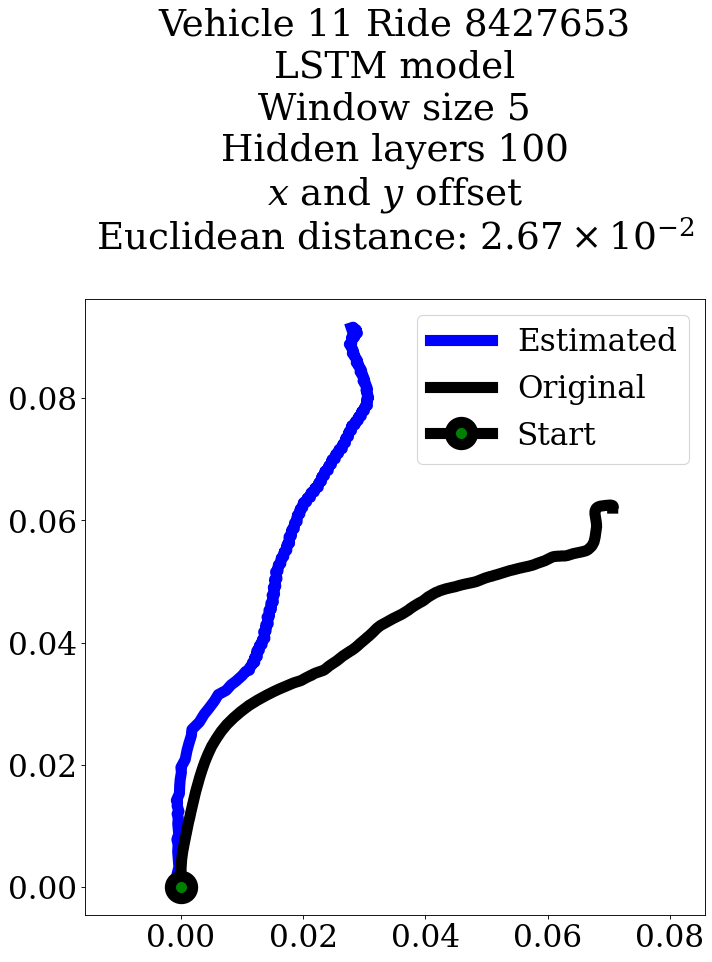 Vehicle 11 Ride 8427653
LSTM model
Window size 5
Hidden layers 100
x and y offset
Euclidean distance: 2.67 × 10⁻²
Estimated
Original
Start
0.08
0.06
0.04
0.02
0.00
0.00 0.02 0.04 0.06 0.08